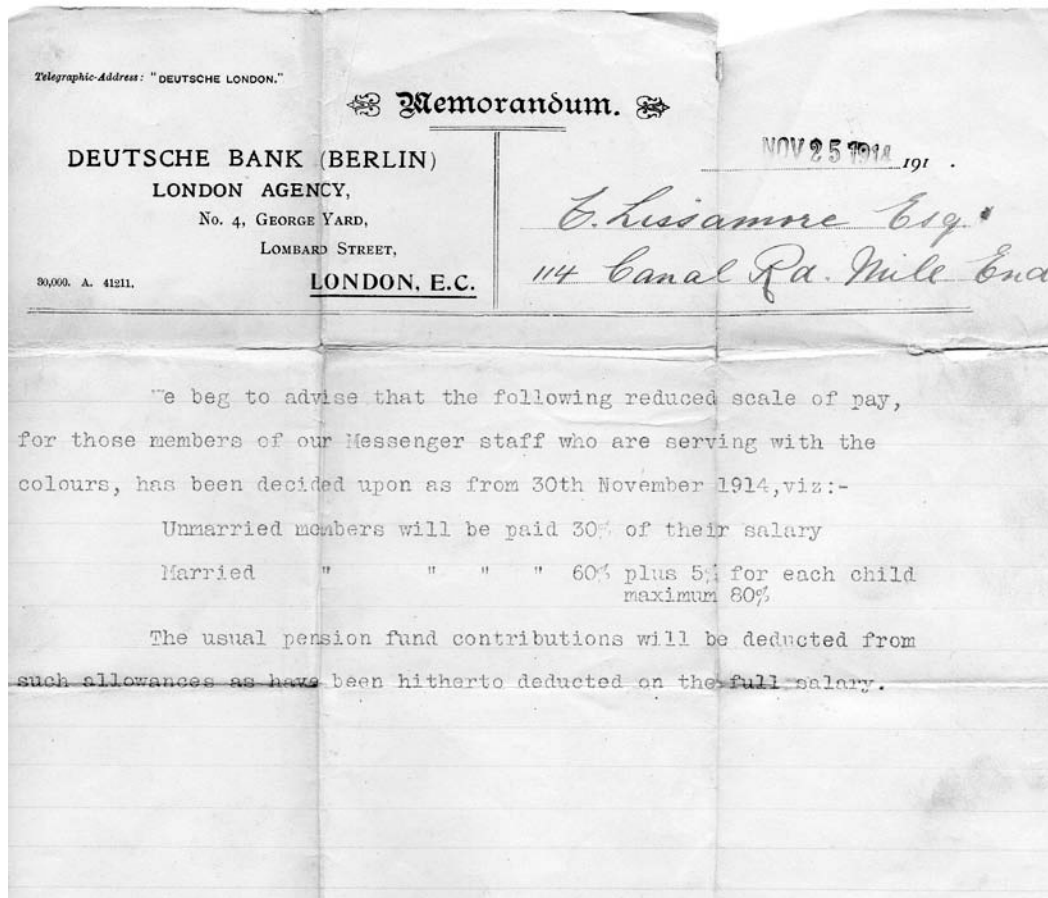 Telegraphic-Address: "DEUTSCHE LONDON."
Memorandum.
DEUTSCHE BANK (BERLIN)
LONDON AGENCY,
No. 4, GEORGE YARD,
LOMBARD STREET,
30,000. A. 41211.
LONDON, E.C.
NOV 25 1914 191 .
E. Lissamore Esq.
114 Canal Rd. Mile End
We beg to advise that the following reduced scale of pay,
for those members of our Messenger staff who are serving with the
colours, has been decided upon as from 30th November 1914,viz:-
Unmarried members will be paid 30% of their salary
Married " " " " 60% plus 5% for each child
maximum 80%
The usual pension fund contributions will be deducted from
such allowances as have been hitherto deducted on the full salary.